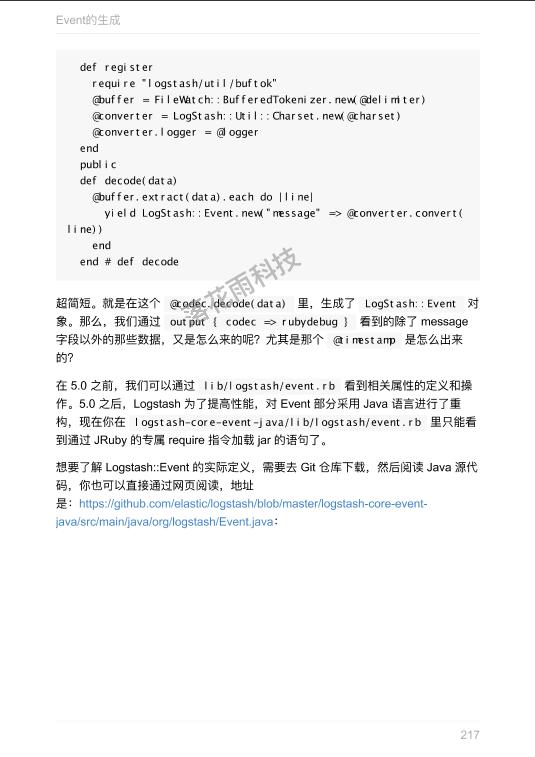 Event的生成
def register
require "logstash/util/buftok"
@buffer = FileWatch::BufferedTokenizer.new(@delimiter)
@converter = LogStash::Util::Charset.new(@charset)
@converter.logger = @logger
end
public
def decode(data)
@buffer.extract(data).each do |line|
yield LogStash::Event.new("message" => @converter.convert(
line))
end
end # def decode
落花雨科技
超简短。就是在这个 @codec.decode(data) 里，生成了 LogStash::Event 对
象。那么，我们通过 output { codec => rubydebug } 看到的除了 message
字段以外的那些数据，又是怎么来的呢？尤其是那个 @timestamp 是怎么出来
的？
在 5.0 之前，我们可以通过 lib/logstash/event.rb 看到相关属性的定义和操
作。5.0 之后，Logstash 为了提高性能，对 Event 部分采用 Java 语言进行了重
构，现在你在 logstash-core-event-java/lib/logstash/event.rb 里只能看
到通过 JRuby 的专属 require 指令加载 jar 的语句了。
想要了解 Logstash::Event 的实际定义，需要去 Git 仓库下载，然后阅读 Java 源代
码，你也可以直接通过网页阅读，地址
是：https://github.com/elastic/logstash/blob/master/logstash-core-event-
java/src/main/java/org/logstash/Event.java：
217